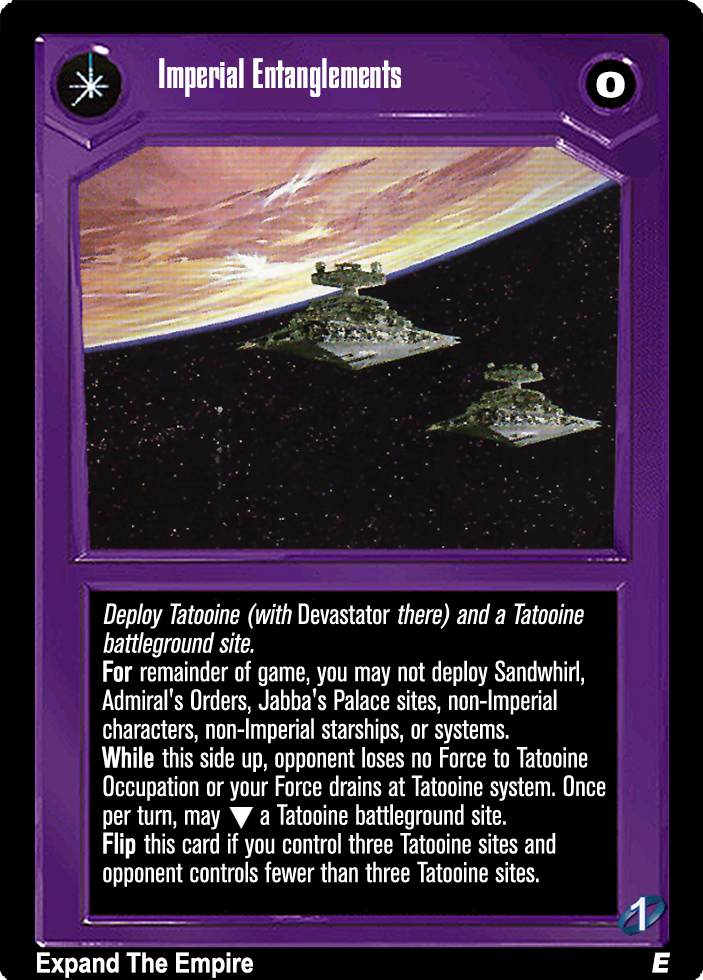 Imperial Entanglements
0
Deploy Tatooine (with Devastator there) and a Tatooine
battleground site.
For remainder of game, you may not deploy Sandwhirl,
Admiral's Orders, Jabba's Palace sites, non-Imperial
characters, non-Imperial starships, or systems.
While this side up, opponent loses no Force to Tatooine
Occupation or your Force drains at Tatooine system. Once
per turn, may ▼ a Tatooine battleground site.
Flip this card if you control three Tatooine sites and
opponent controls fewer than three Tatooine sites.
1
Expand The Empire E